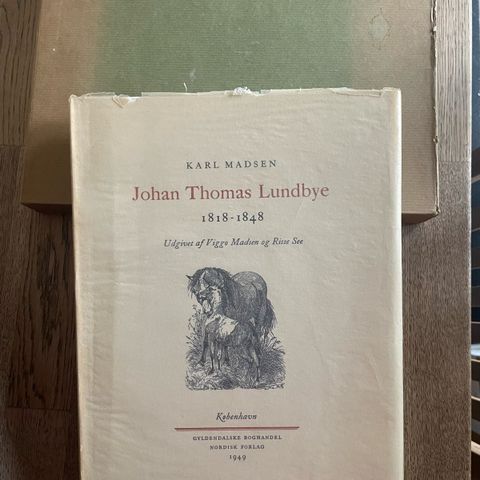 KARL MADSEN
Johan Thomas Lundbye
1818-1848
Udgivet af Viggo Madsen og Risse See
København
GYLDENDALSKE BOGHANDEL
NORDISK FORLAG
1949